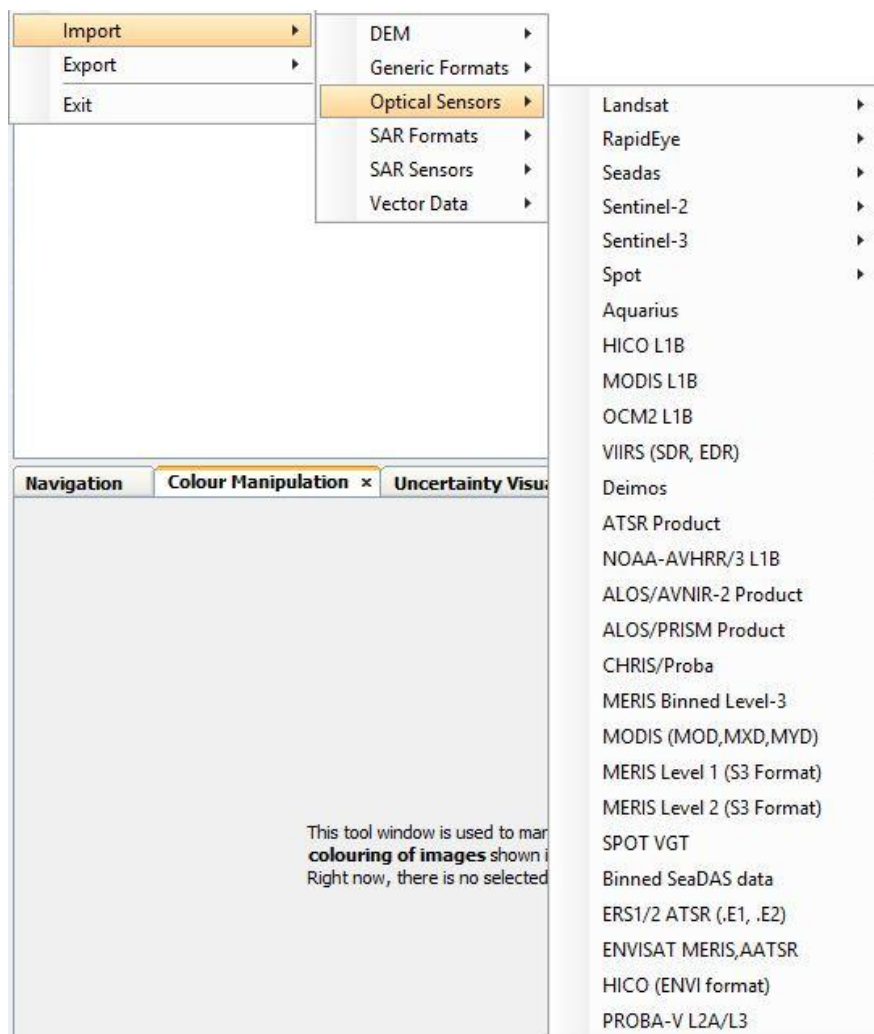 Import
Export
Exit
DEM
Generic Formats
Optical Sensors
SAR Formats
SAR Sensors
Vector Data
Landsat
RapidEye
Seadas
Sentinel-2
Sentinel-3
Spot
Aquarius
HICO L1B
MODIS L1B
OCM2 L1B
VIIRS (SDR, EDR)
Deimos
ATSR Product
NOAA-AVHRR/3 L1B
ALOS/AVNIR-2 Product
ALOS/PRISM Product
CHRIS/Proba
MERIS Binned Level-3
MODIS (MOD,MXD,MYD)
MERIS Level 1 (S3 Format)
MERIS Level 2 (S3 Format)
SPOT VGT
Binned SeaDAS data
ERS1/2 ATSR (.E1, .E2)
ENVISAT MERIS,AATSR
HICO (ENVI format)
PROBA-V L2A/L3
Navigation Colour Manipulation × Uncertainty Visua
This tool window is used to mar
colouring of images shown i
Right now, there is no selected